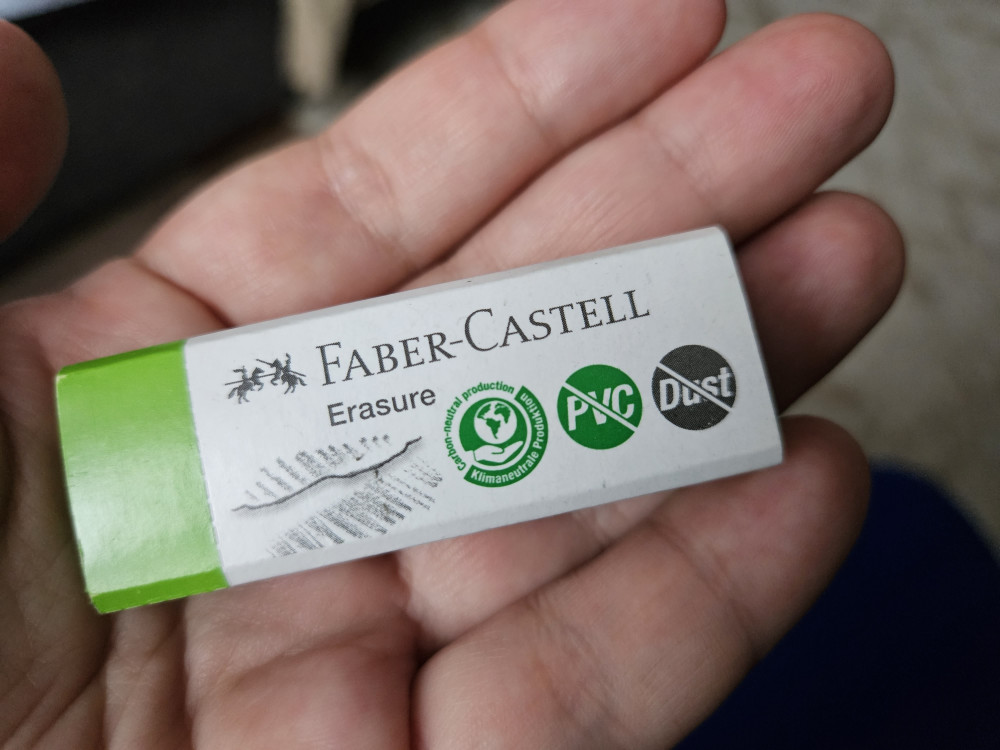 FABER-CASTELL
Erasure
Carbon-neutral production
Klimaneutrale Produktion
PVC
Dust